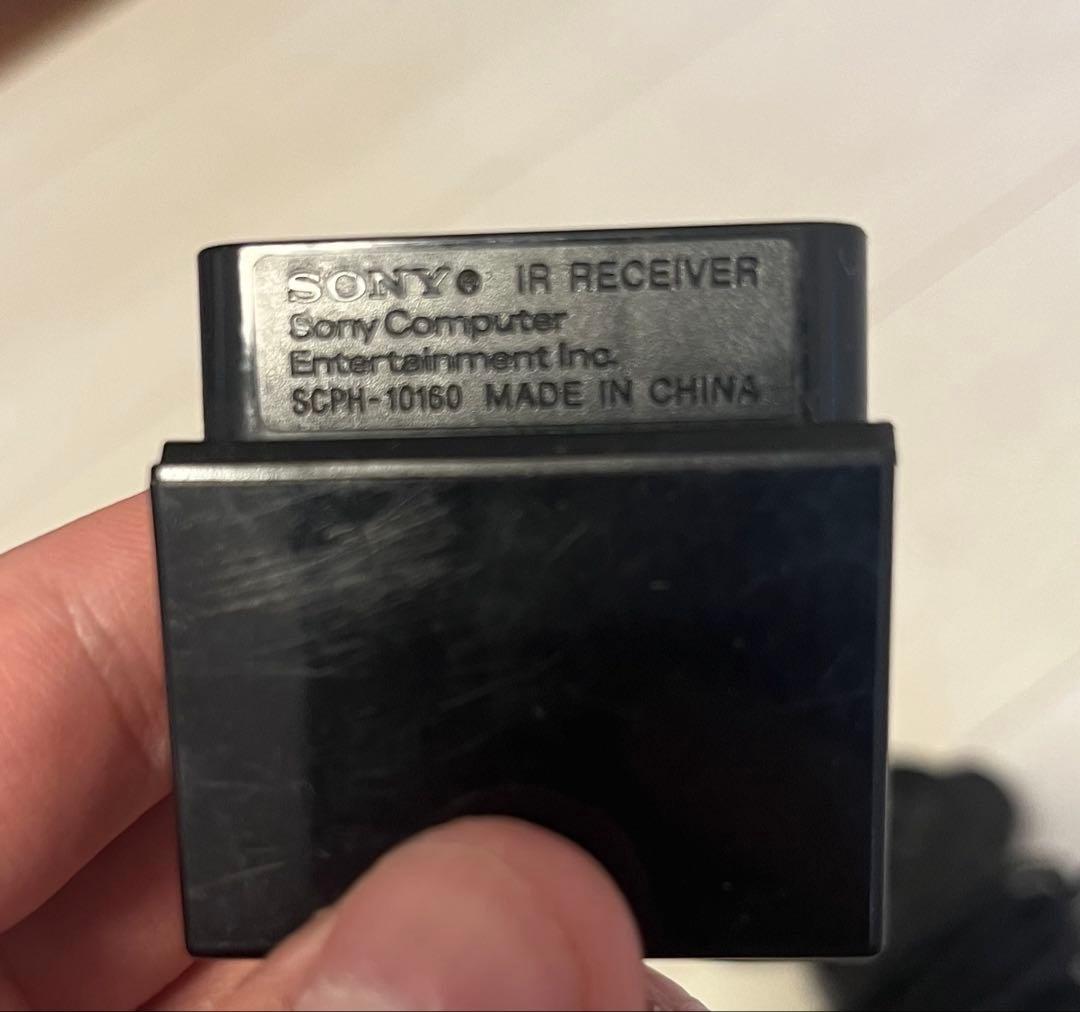 SONY® IR RECEIVER
Sony Computer
Entertainment Inc.
SCPH-10160 MADE IN CHINA